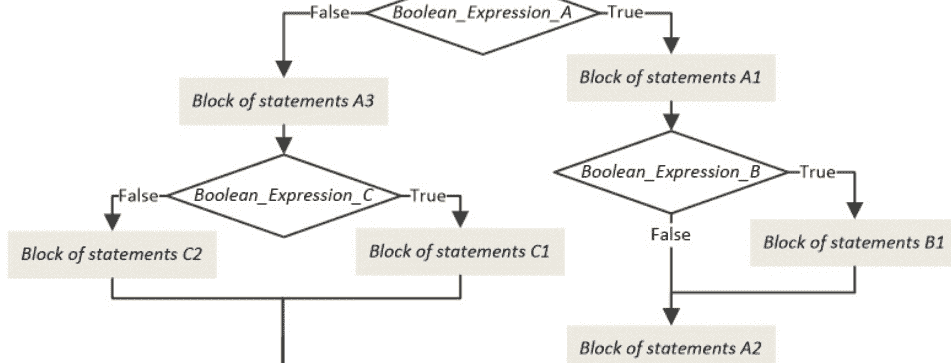 Boolean_Expression_A
False
True
Block of statements A3
Block of statements A1
Boolean_Expression_C
False
True
Boolean_Expression_B
True
False
Block of statements C2
Block of statements C1
Block of statements B1
Block of statements A2